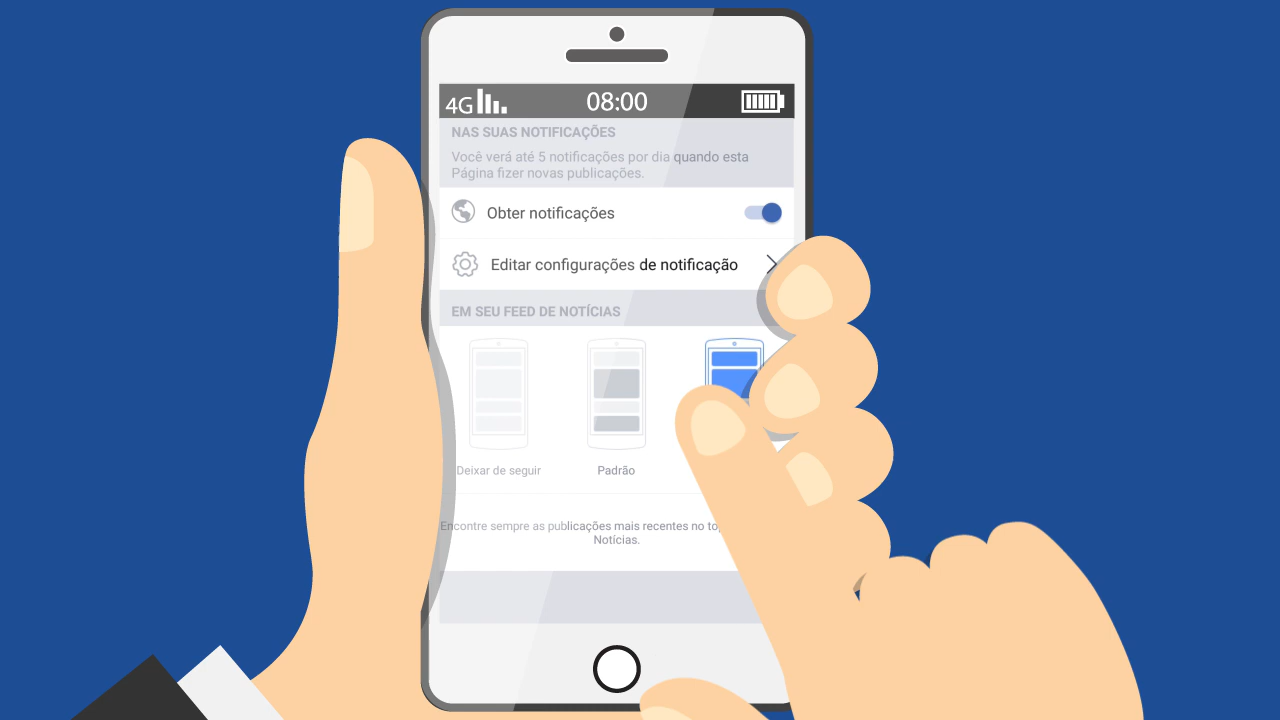 4G 08:00
NAS SUAS NOTIFICAÇÕES
Você verá até 5 notificações por dia quando esta
Página fizer novas publicações.
Obter notificações
Editar configurações de notificação
EM SEU FEED DE NOTÍCIAS
Deixar de seguir Padrão
Encontre sempre as publicações mais recentes no
Notícias.